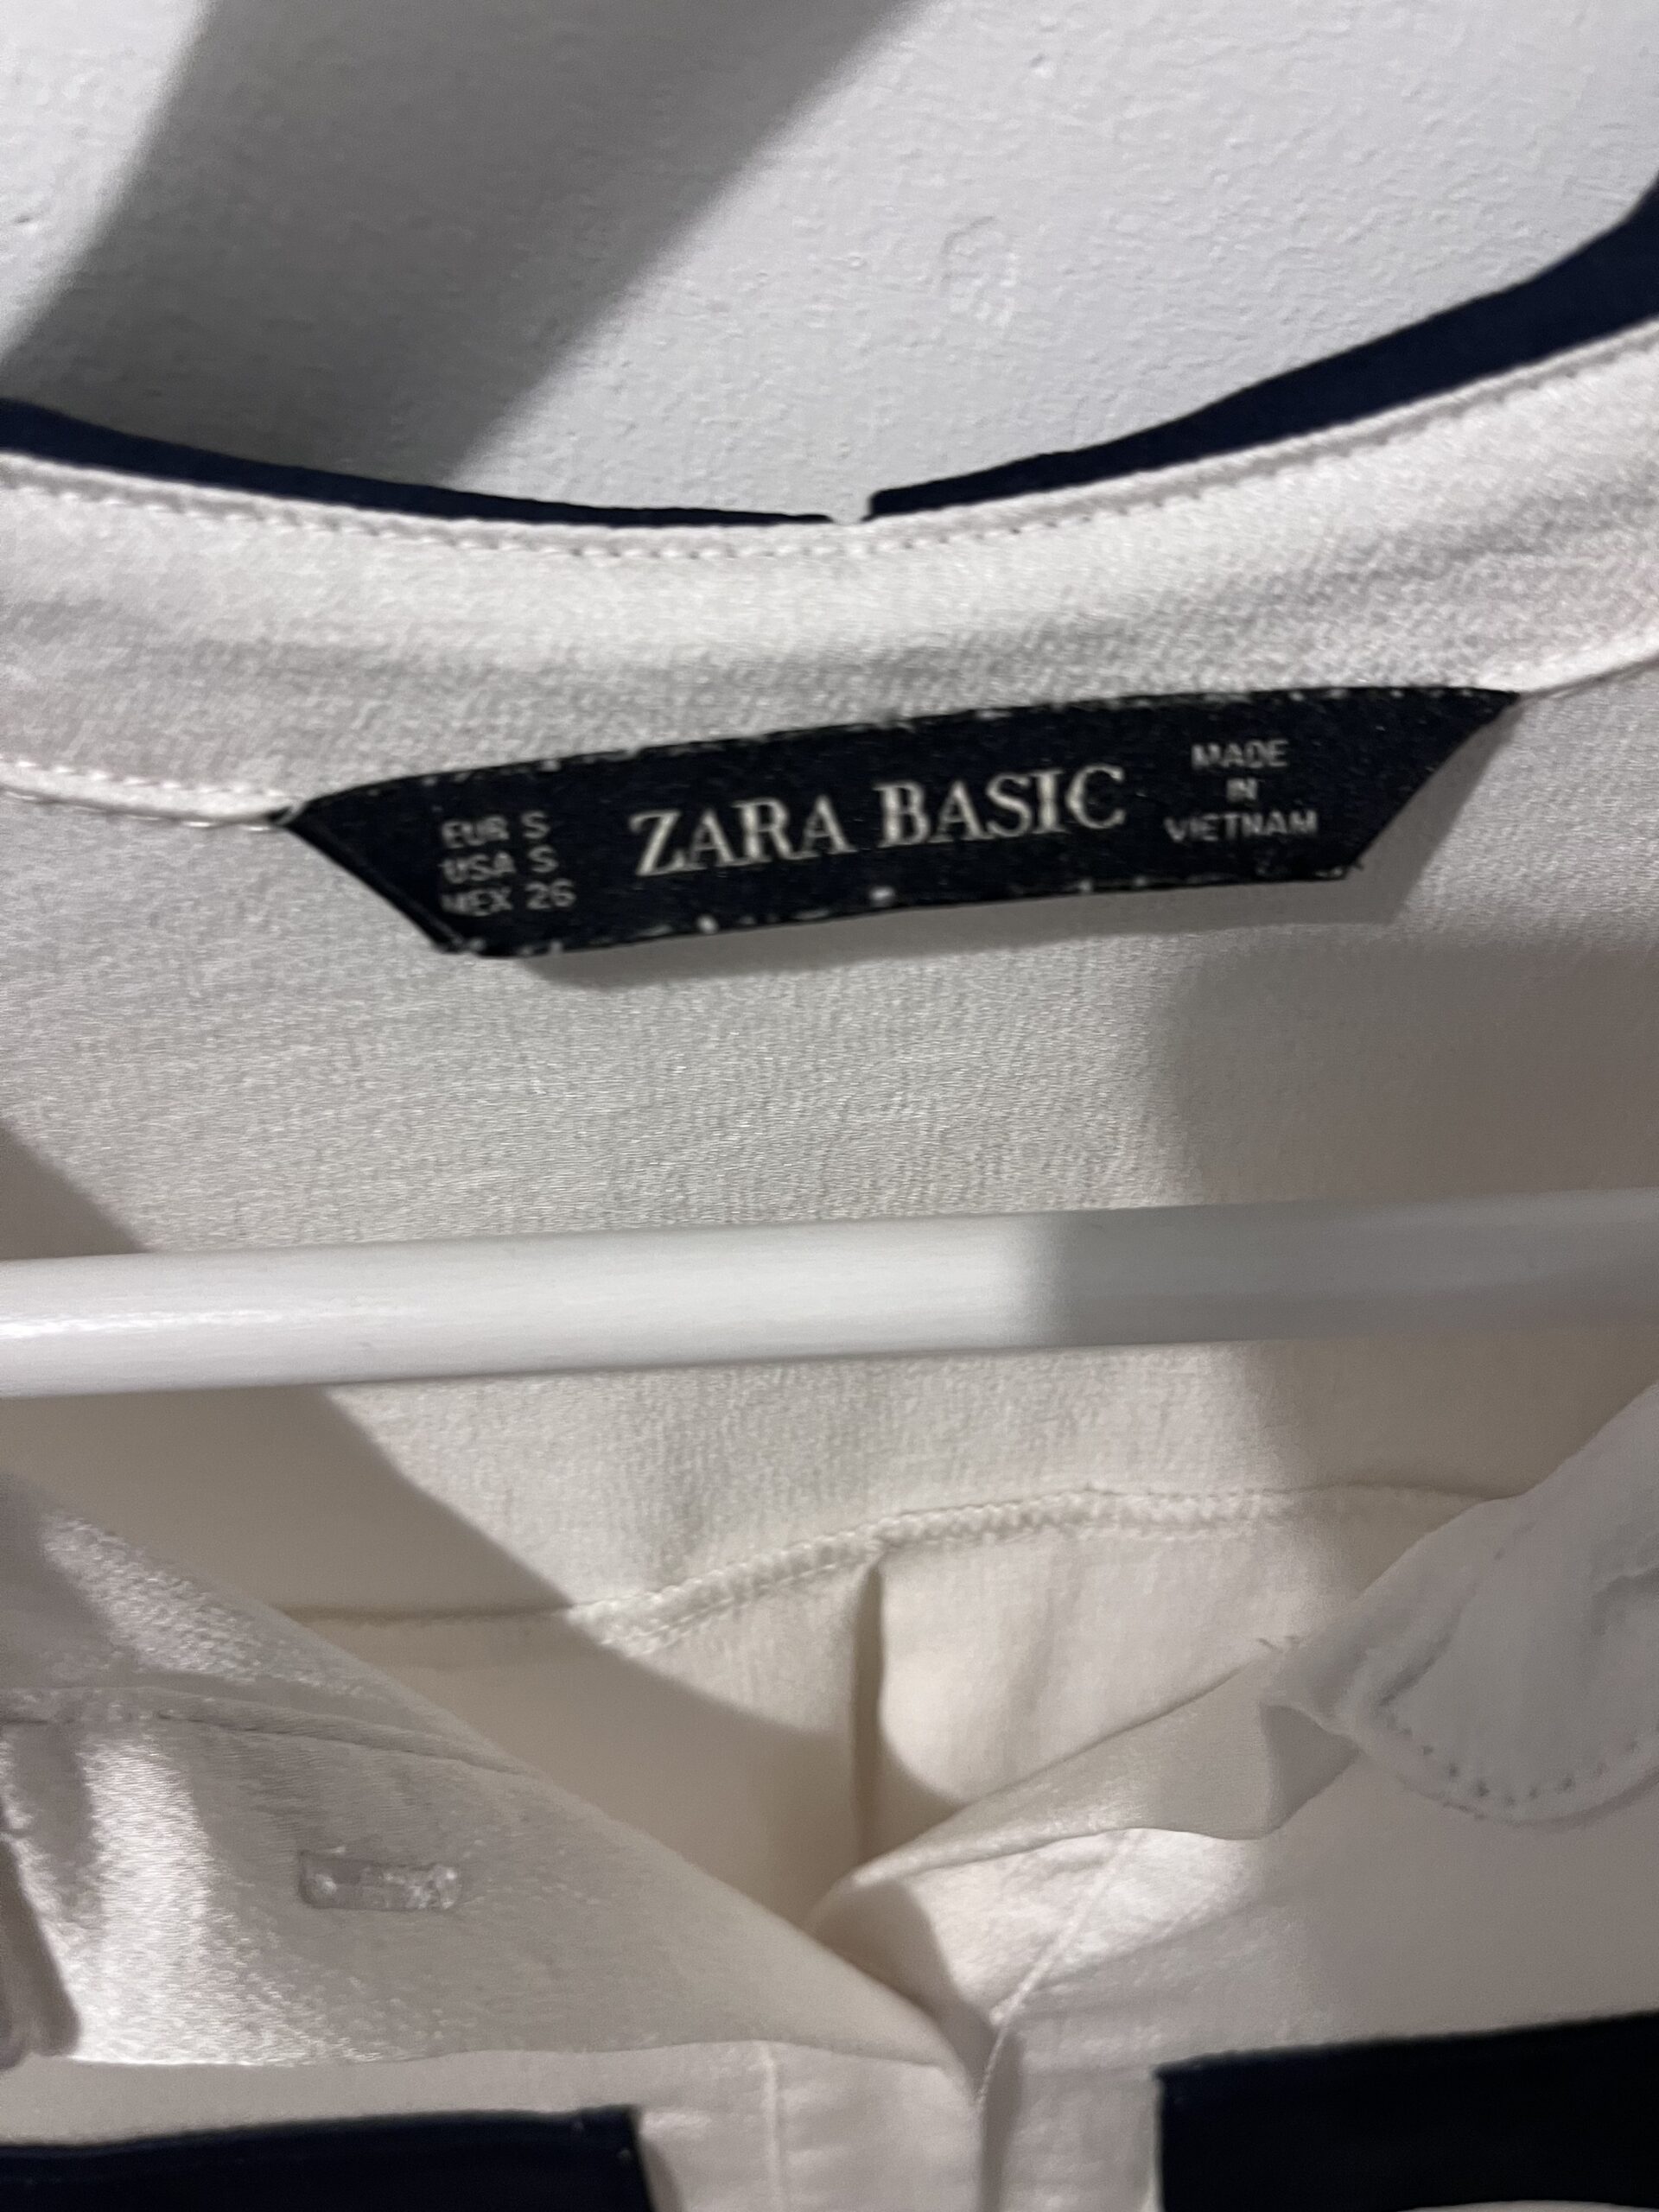 EUR S
USA S
MEX 26
ZARA BASIC
MADE
IN
VIETNAM